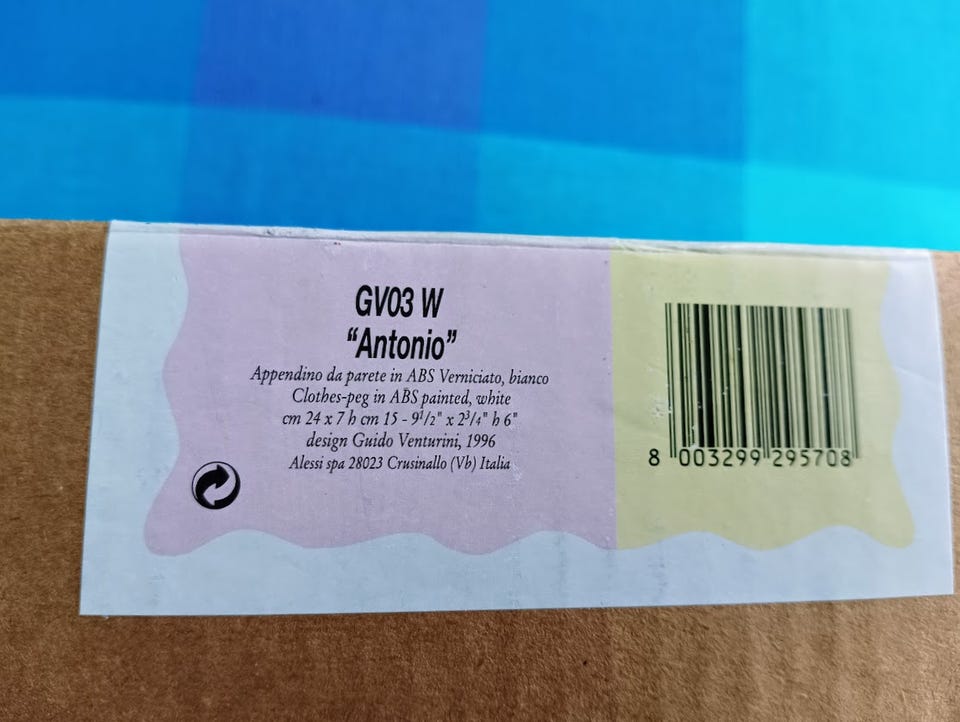 GV03 W
“Antonio”
Appendino da parete in ABS Verniciato, bianco
Clothes-peg in ABS painted, white
cm 24 x 7 h cm 15 - 9¹/₂" x 2³/₄" h 6"
design Guido Venturini, 1996
Alessi spa 28023 Crusinallo (Vb) Italia
8 003299 295708